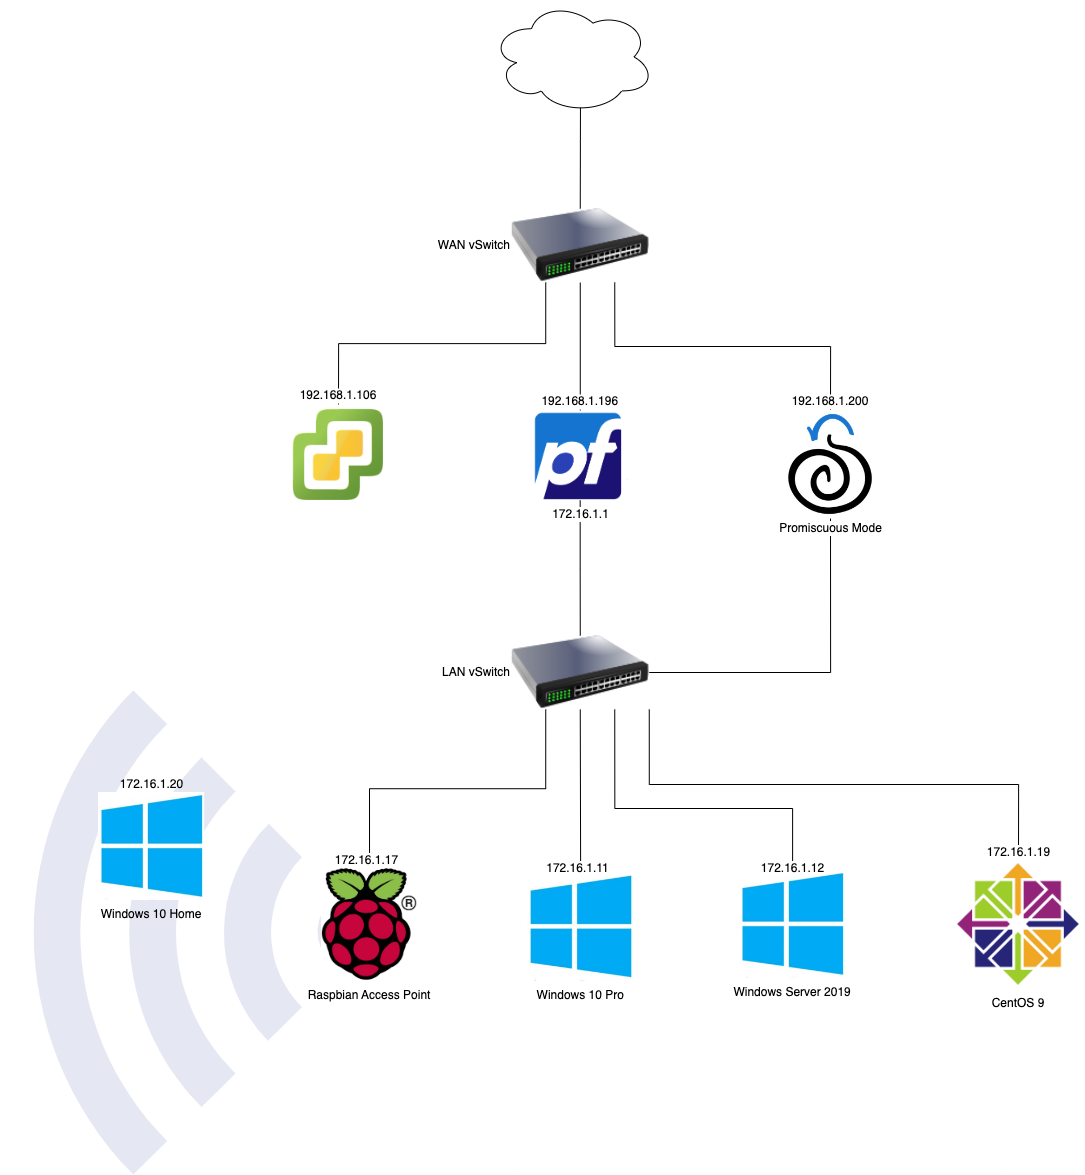 WAN vSwitch
192.168.1.106
192.168.1.196
192.168.1.200
pf
172.16.1.1
Promiscuous Mode
LAN vSwitch
172.16.1.20
Windows 10 Home
172.16.1.17
®
Raspbian Access Point
172.16.1.11
Windows 10 Pro
172.16.1.12
Windows Server 2019
172.16.1.19
CentOS 9